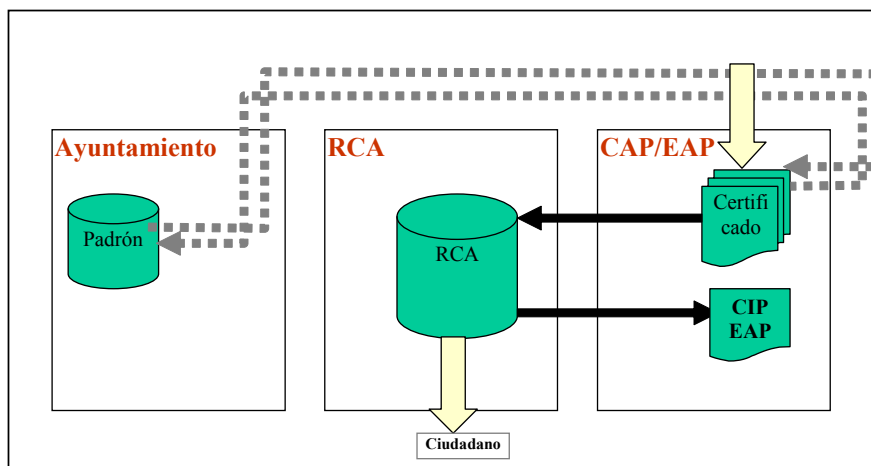 Ayuntamiento
RCA
CAP/EAP
Padrón
RCA
Certifi
cado
CIP
EAP
Ciudadano